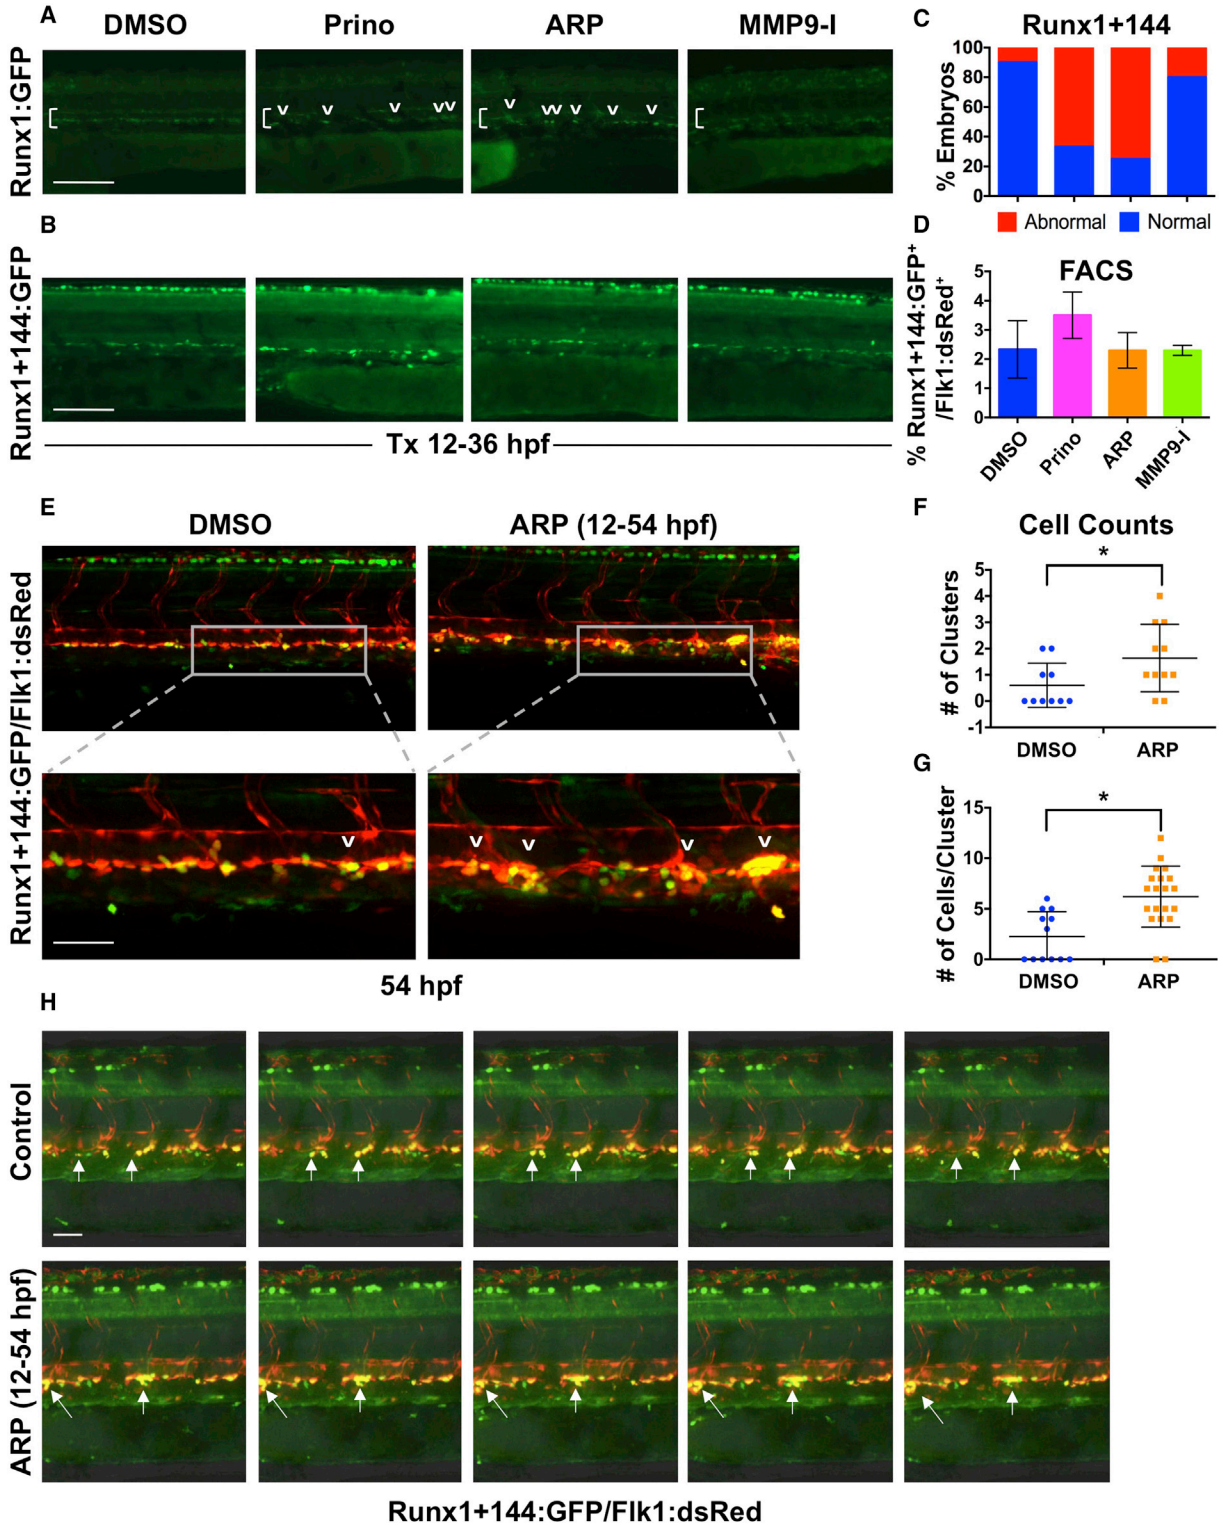 A
DMSO
Prino
ARP
MMP9-I
Runx1:GFP
B
Runx1+144:GFP
Tx 12-36 hpf
C
Runx1+144
% Embryos
100
80
60
40
20
0
Abnormal
Normal
D
FACS
% Runx1+144:GFP+
/Flk1:dsRed+
5
4
3
2
1
0
DMSO
Prino
ARP
MMP9-I
E
DMSO
ARP (12-54 hpf)
Runx1+144:GFP/Flk1:dsRed
54 hpf
F
Cell Counts
*
# of Clusters
5
4
3
2
1
0
-1
DMSO
ARP
G
*
# of Cells/Cluster
15
10
5
0
DMSO
ARP
H
Control
ARP (12-54 hpf)
Runx1+144:GFP/Flk1:dsRed